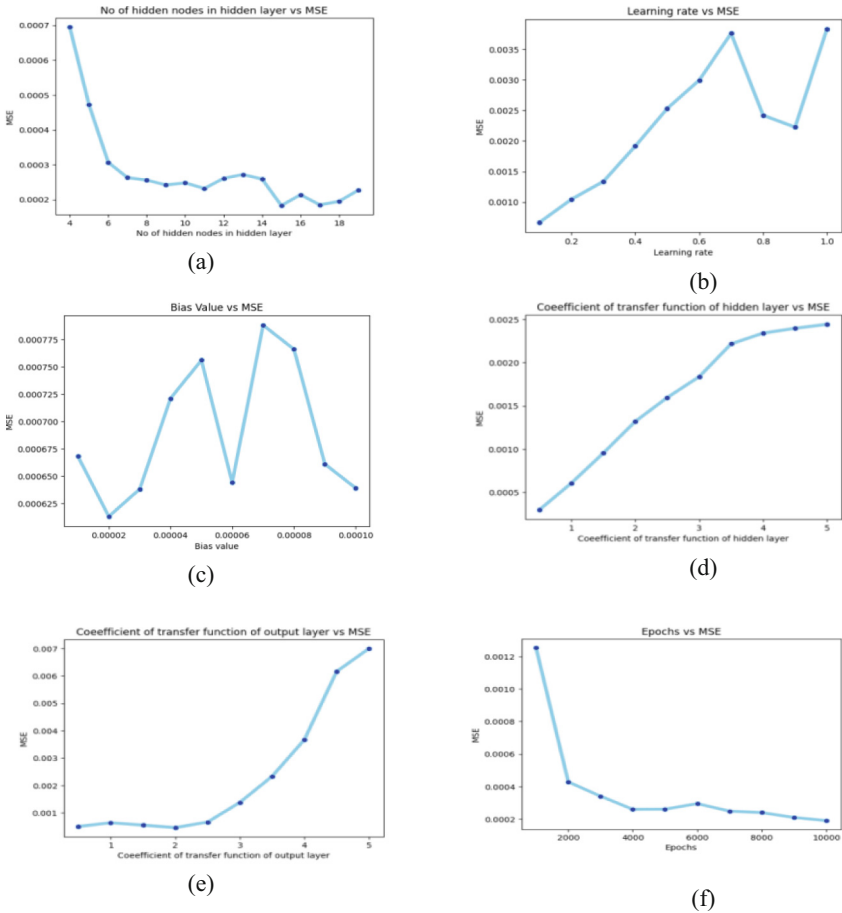 No of hidden nodes in hidden layer vs MSE
0.0007
0.0006
0.0005
0.0004
0.0003
0.0002
MSE
4 6 8 10 12 14 16 18
No of hidden nodes in hidden layer
(a)
Learning rate vs MSE
0.0035
0.0030
0.0025
0.0020
0.0015
0.0010
MSE
0.2 0.4 0.6 0.8 1.0
Learning rate
(b)
Bias Value vs MSE
0.000775
0.000750
0.000725
0.000700
0.000675
0.000650
0.000625
MSE
0.00002 0.00004 0.00006 0.00008 0.00010
Bias value
(c)
Coeefficient of transfer function of hidden layer vs MSE
0.0025
0.0020
0.0015
0.0010
0.0005
MSE
1 2 3 4 5
Coeefficient of transfer function of hidden layer
(d)
Coeefficient of transfer function of output layer vs MSE
0.007
0.006
0.005
0.004
0.003
0.002
0.001
MSE
1 2 3 4 5
Coeefficient of transfer function of output layer
(e)
Epochs vs MSE
0.0012
0.0010
0.0008
0.0006
0.0004
0.0002
MSE
2000 4000 6000 8000 10000
Epochs
(f)